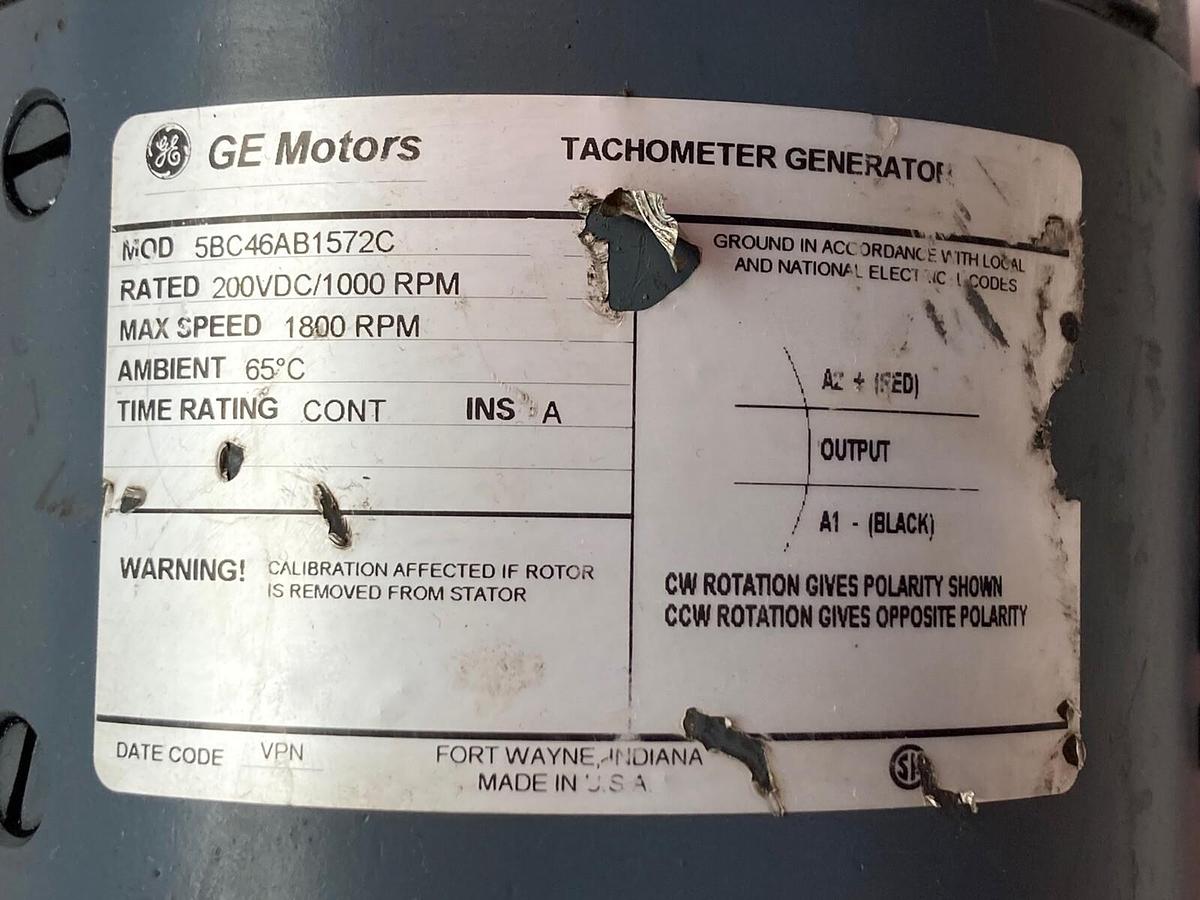 GE GE Motors
TACHOMETER GENERATOR
MOD 5BC46AB1572C
RATED 200VDC/1000 RPM
MAX SPEED 1800 RPM
AMBIENT 65°C
TIME RATING CONT INS A
WARNING! CALIBRATION AFFECTED IF ROTOR
IS REMOVED FROM STATOR
GROUND IN ACCORDANCE WITH LOCAL
AND NATIONAL ELECTRICAL CODES
A2 + (RED)
OUTPUT
A1 - (BLACK)
CW ROTATION GIVES POLARITY SHOWN
CCW ROTATION GIVES OPPOSITE POLARITY
DATE CODE VPN
FORT WAYNE, INDIANA
MADE IN U.S.A.